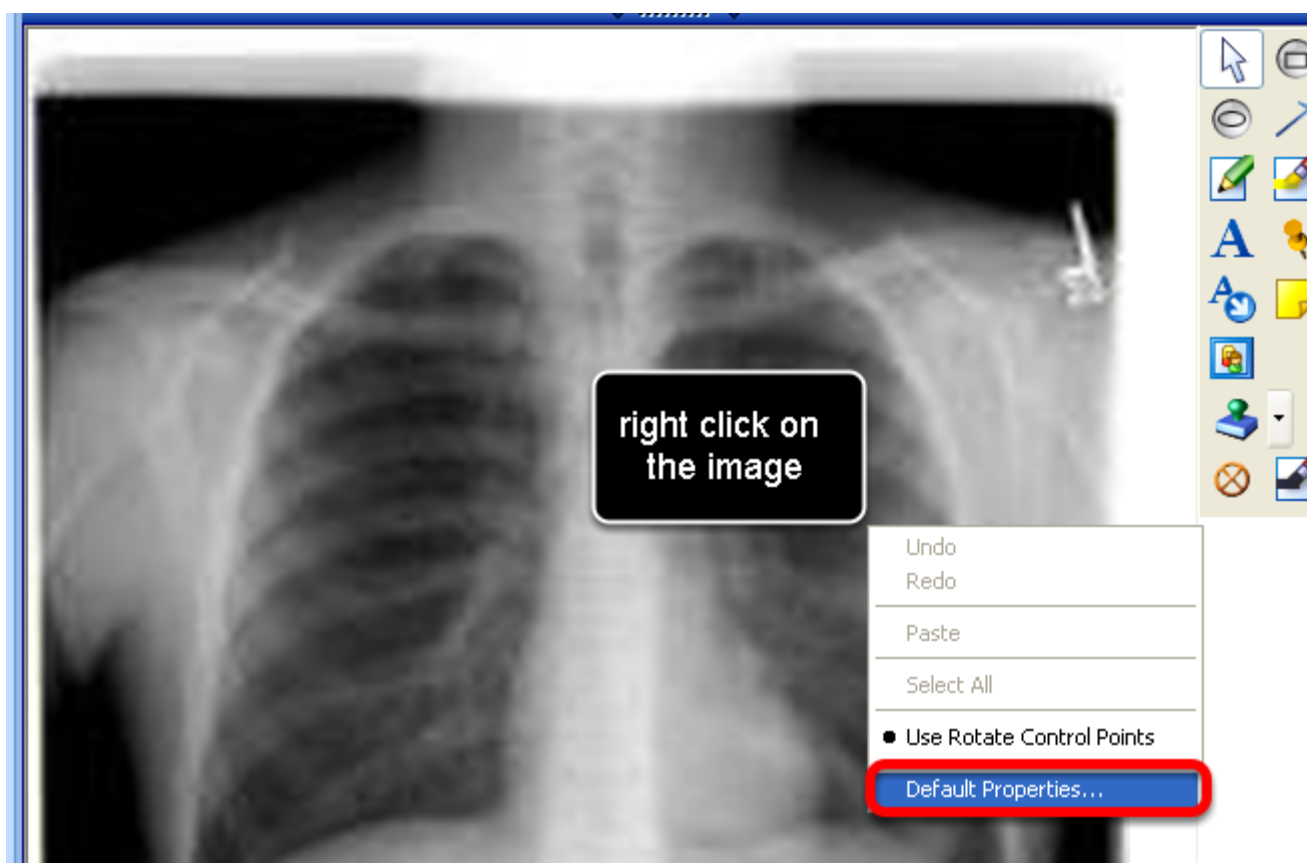 right click on
the image
Undo
Redo
Paste
Select All
Use Rotate Control Points
Default Properties...
A
A